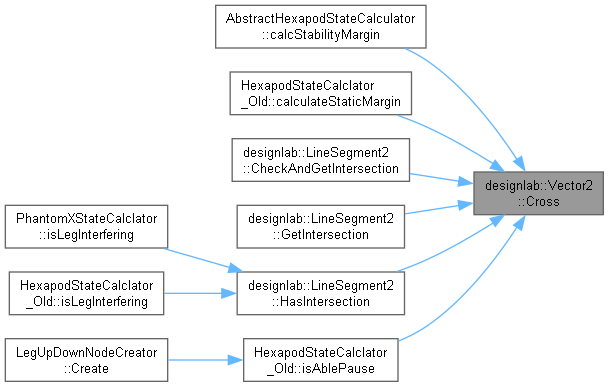 AbstractHexapodStateCalculator
::calcStabilityMargin
HexapodStateCalclator
_Old::calculateStaticMargin
designlab::LineSegment2
::CheckAndGetIntersection
designlab::Vector2
::Cross
designlab::LineSegment2
::GetIntersection
PhantomXStateCalclator
::isLegInterfering
designlab::LineSegment2
::HasIntersection
HexapodStateCalclator
_Old::isLegInterfering
LegUpDownNodeCreator
::Create
HexapodStateCalclator
_Old::isAblePause